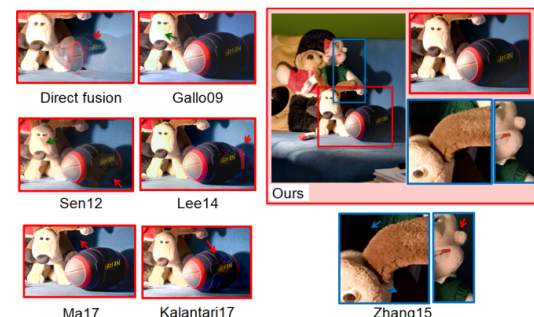 Direct fusion
Gallo09
Sen12
Lee14
Ours
Ma17
Kalantari17
Zhang15